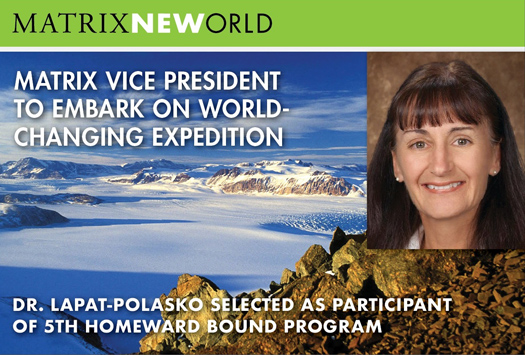 MATRIXNEWORLD
MATRIX VICE PRESIDENT
TO EMBARK ON WORLD-
CHANGING EXPEDITION
DR. LAPAT-POLASKO SELECTED AS PARTICIPANT
OF 5TH HOMEWARD BOUND PROGRAM